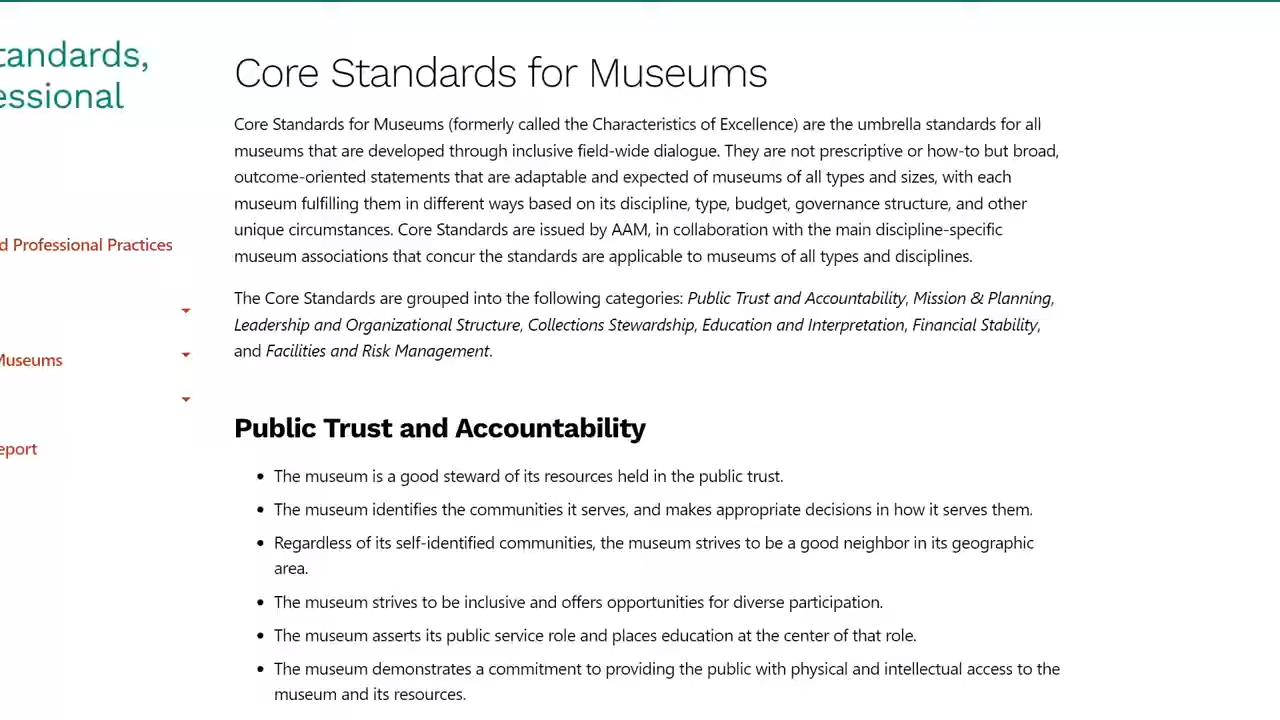 tandards,
essional
d Professional Practices
Museums
eport
Core Standards for Museums
Core Standards for Museums (formerly called the Characteristics of Excellence) are the umbrella standards for all
museums that are developed through inclusive field-wide dialogue. They are not prescriptive or how-to but broad,
outcome-oriented statements that are adaptable and expected of museums of all types and sizes, with each
museum fulfilling them in different ways based on its discipline, type, budget, governance structure, and other
unique circumstances. Core Standards are issued by AAM, in collaboration with the main discipline-specific
museum associations that concur the standards are applicable to museums of all types and disciplines.
The Core Standards are grouped into the following categories: Public Trust and Accountability, Mission & Planning,
Leadership and Organizational Structure, Collections Stewardship, Education and Interpretation, Financial Stability,
and Facilities and Risk Management.
Public Trust and Accountability
• The museum is a good steward of its resources held in the public trust.
• The museum identifies the communities it serves, and makes appropriate decisions in how it serves them.
• Regardless of its self-identified communities, the museum strives to be a good neighbor in its geographic
area.
• The museum strives to be inclusive and offers opportunities for diverse participation.
• The museum asserts its public service role and places education at the center of that role.
• The museum demonstrates a commitment to providing the public with physical and intellectual access to the
museum and its resources.